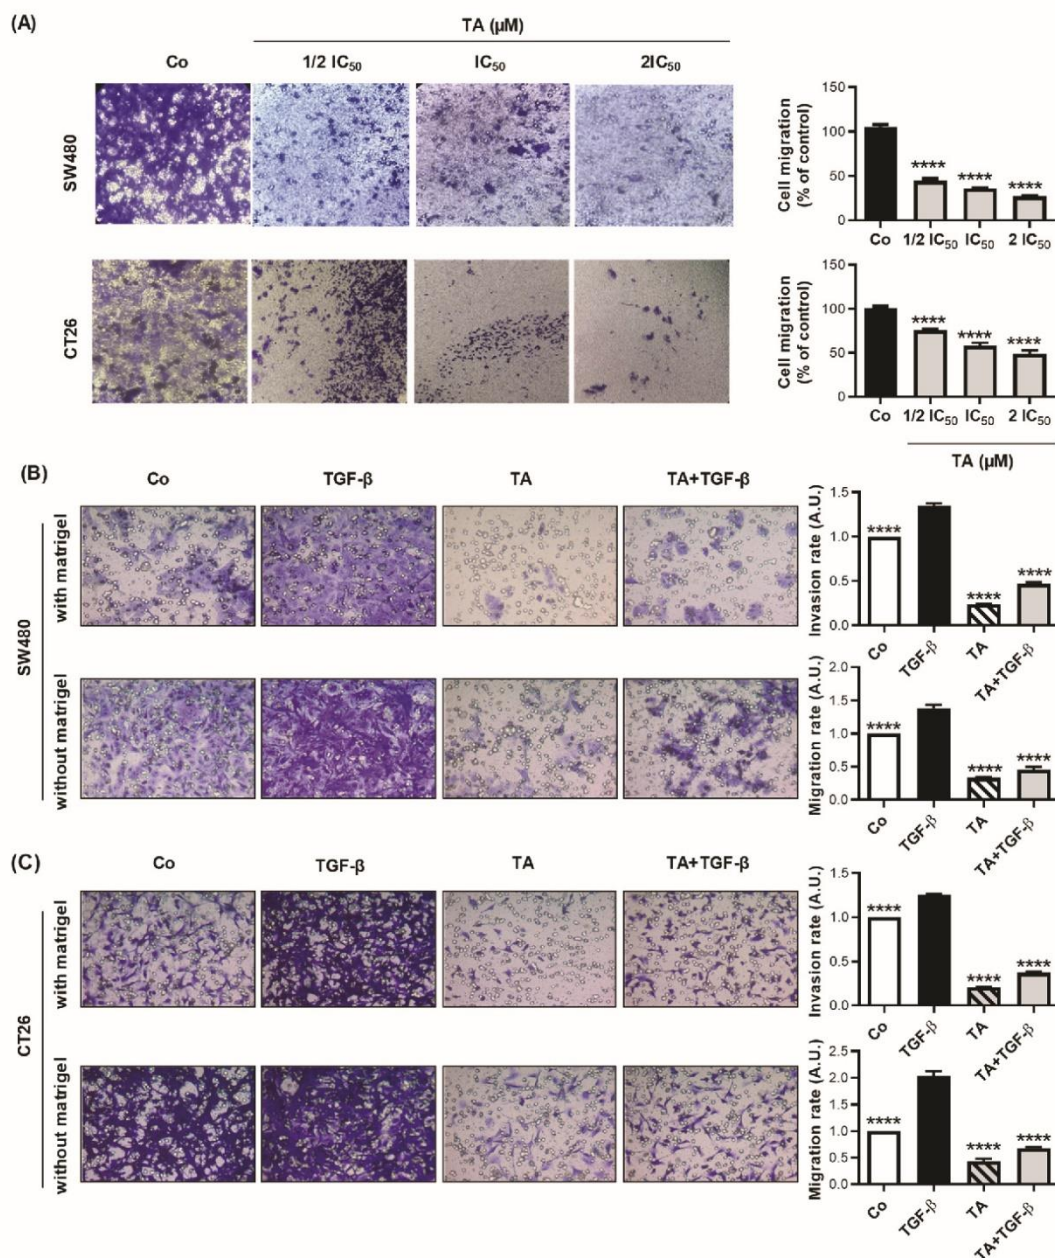 (A)
TA (µM)
Co 1/2 IC50 IC50 2IC50
SW480
Cell migration
(% of control)
150
100
50
0
**** **** ****
Co 1/2 IC50 IC50 2 IC50
CT26
Cell migration
(% of control)
150
100
50
0
**** **** ****
Co 1/2 IC50 IC50 2 IC50
TA (µM)
(B)
Co TGF-β TA TA+TGF-β
SW480
with matrigel
Invasion rate (A.U.)
1.5
1.0
0.5
0.0
**** **** ****
Co TGF-β TA TA+TGF-β
without matrigel
Migration rate (A.U.)
2.0
1.5
1.0
0.5
0.0
**** **** ****
Co TGF-β TA TA+TGF-β
(C)
Co TGF-β TA TA+TGF-β
CT26
with matrigel
Invasion rate (A.U.)
1.5
1.0
0.5
0.0
**** **** ****
Co TGF-β TA TA+TGF-β
without matrigel
Migration rate (A.U.)
2.5
2.0
1.5
1.0
0.5
0.0
**** **** ****
Co TGF-β TA TA+TGF-β